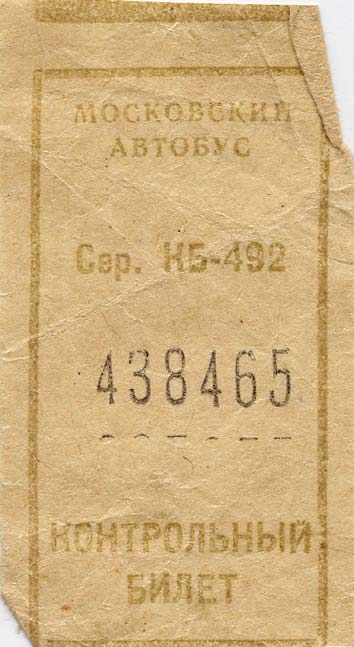 МОСКОВСКИЙ
АВТОБУС
Сер. КБ-492
438465
КОНТРОЛЬНЫЙ
БИЛЕТ